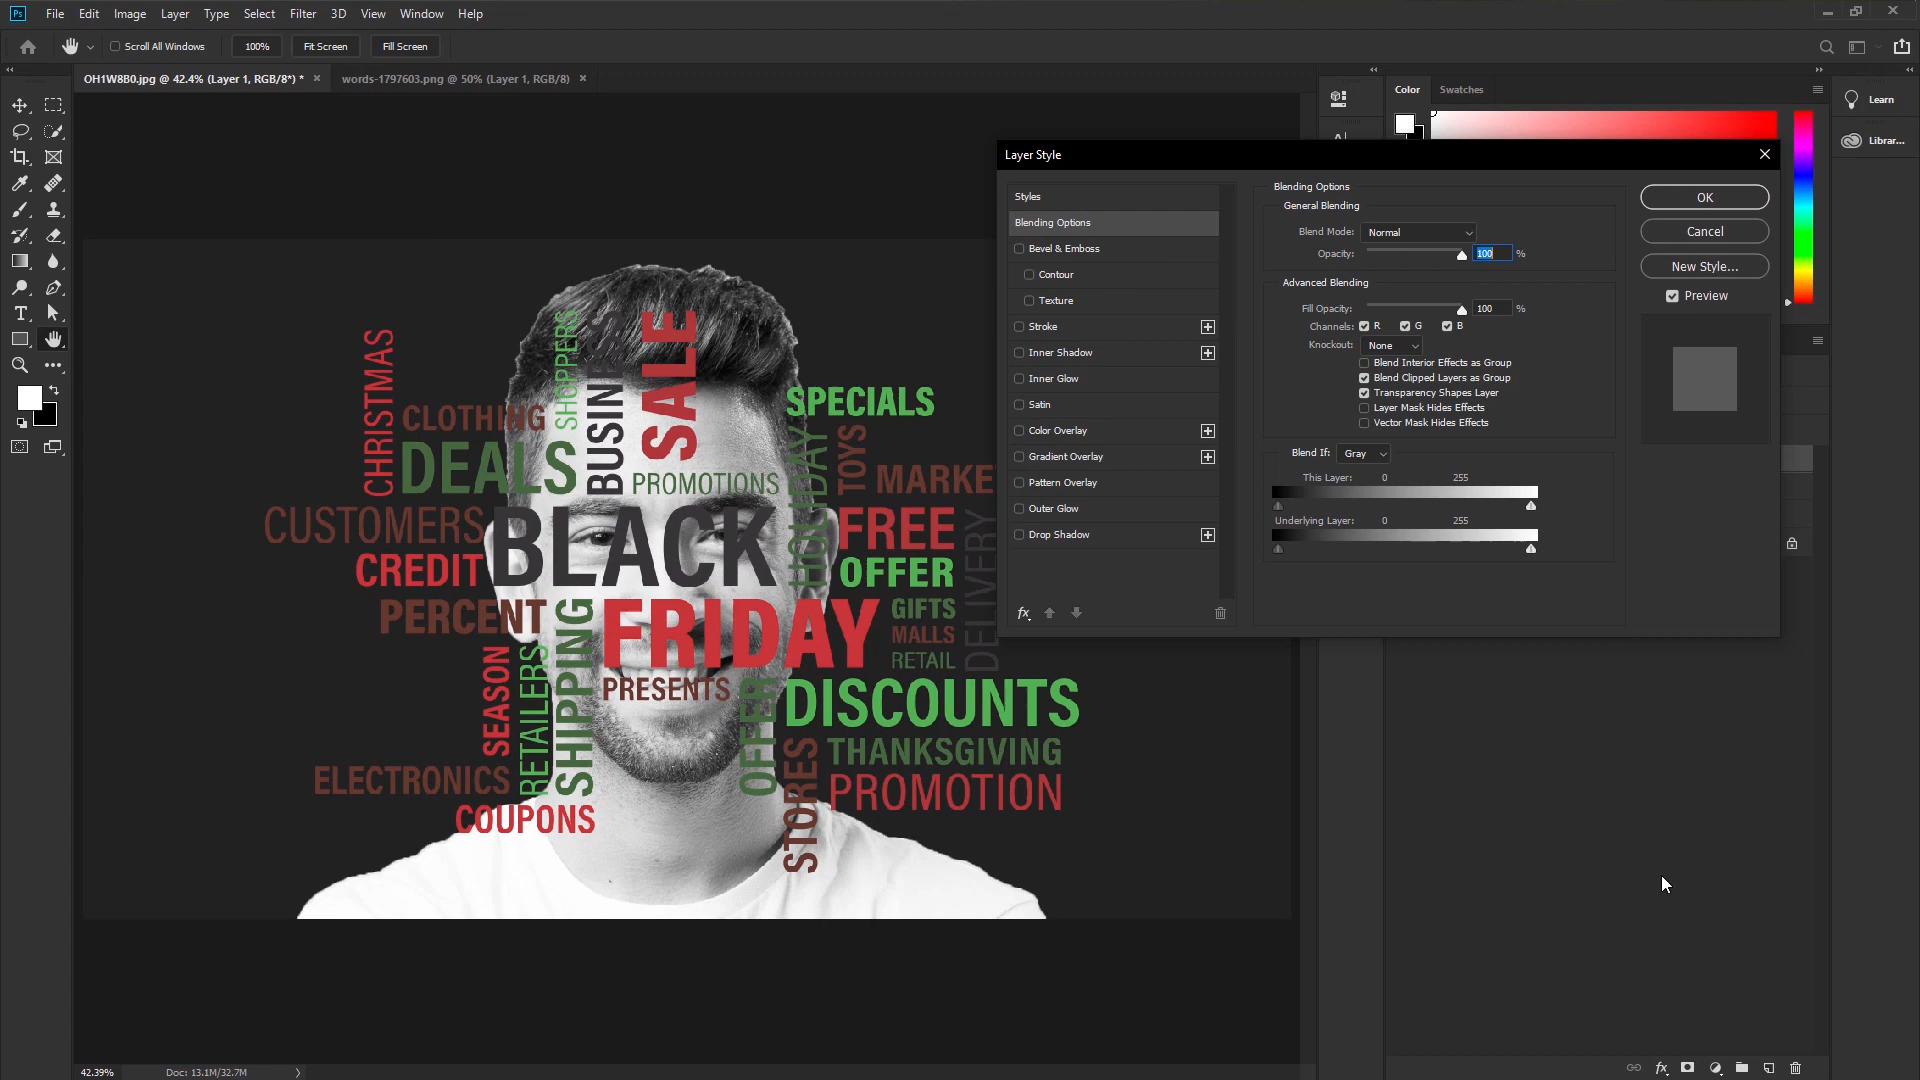 Ps File Edit Image Layer Type Select Filter 3D View Window Help
Scroll All Windows 100% Fit Screen Fill Screen
OH1W8B0.jpg @ 42.4% (Layer 1, RGB/8*) *
words-1797603.png @ 50% (Layer 1, RGB/8)
Color Swatches
Learn
Librar...
Layer Style
Styles
Blending Options
Bevel & Emboss
Contour
Texture
Stroke
Inner Shadow
Inner Glow
Satin
Color Overlay
Gradient Overlay
Pattern Overlay
Outer Glow
Drop Shadow
fx
Blending Options
General Blending
Blend Mode: Normal
Opacity: 100 %
Advanced Blending
Fill Opacity: 100 %
Channels: R G B
Knockout: None
Blend Interior Effects as Group
Blend Clipped Layers as Group
Transparency Shapes Layer
Layer Mask Hides Effects
Vector Mask Hides Effects
Blend If: Gray
This Layer: 0 255
Underlying Layer: 0 255
OK
Cancel
New Style...
Preview
CHRISTMAS
CLOTHING
SHOPPERS
BUSINESS
SALE
SPECIALS
DEALS
PROMOTIONS
HOLIDAY
TOYS
MARKE
CUSTOMERS
BLACK
FREE
CREDIT
OFFER
DELIVERY
PERCENT
FRIDAY
GIFTS
MALLS
RETAIL
SEASON
RETAILERS
SHIPPING
PRESENTS
OFFER
DISCOUNTS
THANKSGIVING
ELECTRONICS
STORES
PROMOTION
COUPONS
42.39% Doc: 13.1M/32.7M
fx